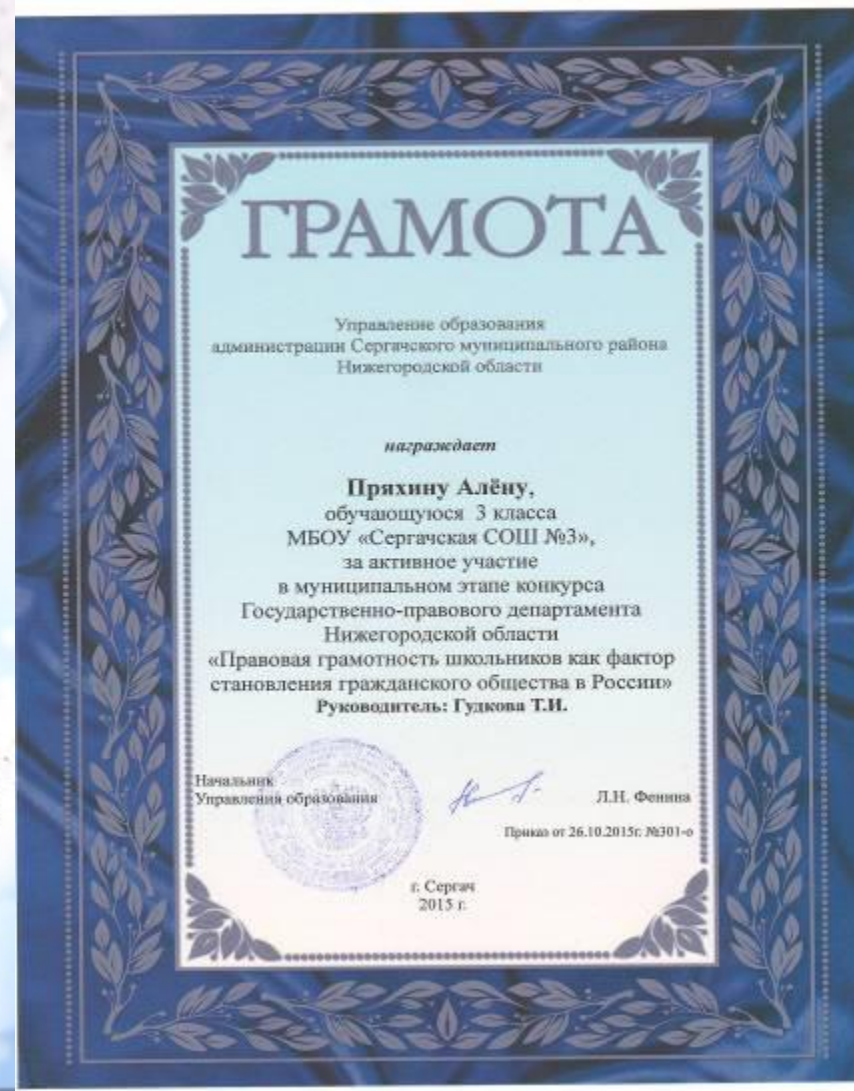 ГРАМОТА
Управление образования
администрации Сергачского муниципального района
Нижегородской области
награждает
Пряхину Алёну,
обучающуюся 3 класса
МБОУ «Сергачская СОШ №3»,
за активное участие
в муниципальном этапе конкурса
Государственно-правового департамента
Нижегородской области
«Правовая грамотность школьников как фактор
становления гражданского общества в России»
Руководитель: Гудкова Т.И.
Начальник
Управления образования
Л.Н. Фенина
Приказ от 26.10.2015г. №301-о
г. Сергач
2015 г.